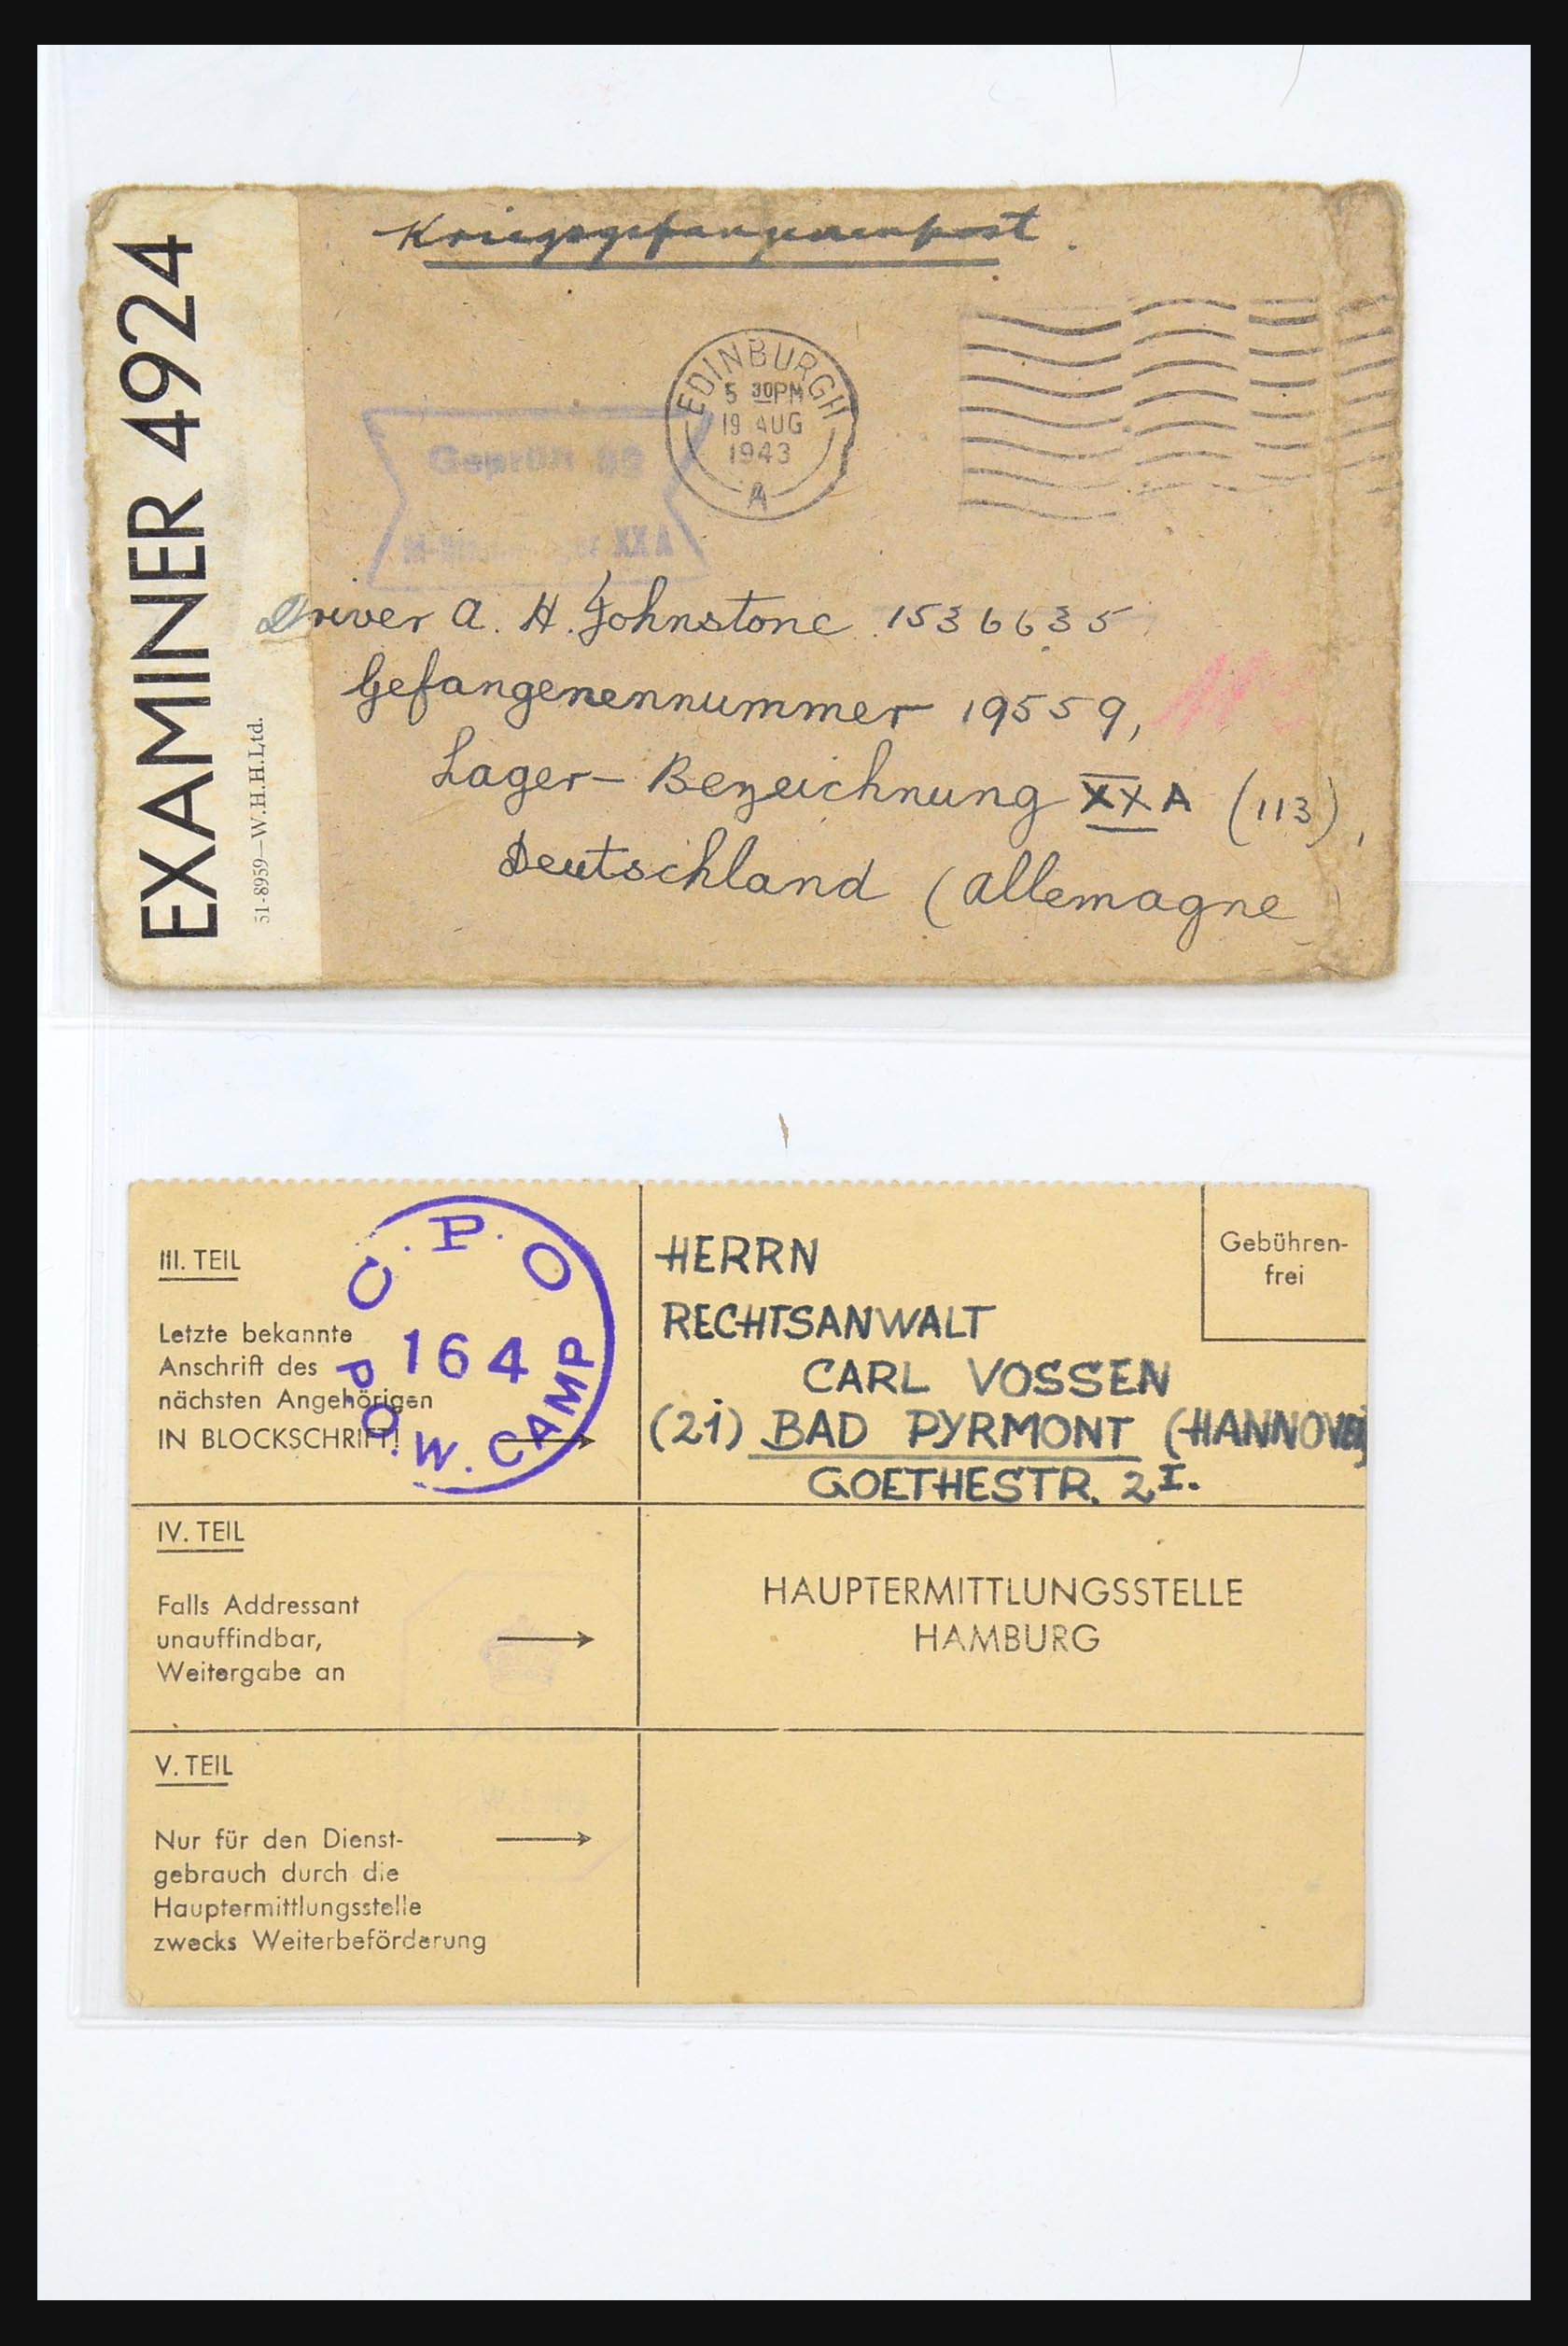 Kriegsgefangenenpost.
EXAMINER 4924
51-8959—W.H.H.Ltd.
EDINBURGH
5 30PM
19 AUG
1943
A
Geprüft
XXA
Driver A. H. Johnstone 1536635
Gefangenennummer 19559,
Lager- Bezeichnung XXA (113),
Deutschland (Allemagne
III. TEIL
Letzte bekannte
Anschrift des
nächsten Angehörigen
IN BLOCKSCHRIFT!
C.P.O
164
P.O.W. CAMP
HERRN
RECHTSANWALT
CARL VOSSEN
(21) BAD PYRMONT (HANNOVER)
GOETHESTR. 2 I.
Gebühren-
frei
IV. TEIL
Falls Addressant
unauffindbar,
Weitergabe an
HAUPTERMITTLUNGSSTELLE
HAMBURG
V. TEIL
Nur für den Dienst-
gebrauch durch die
Hauptermittlungsstelle
zwecks Weiterbeförderung